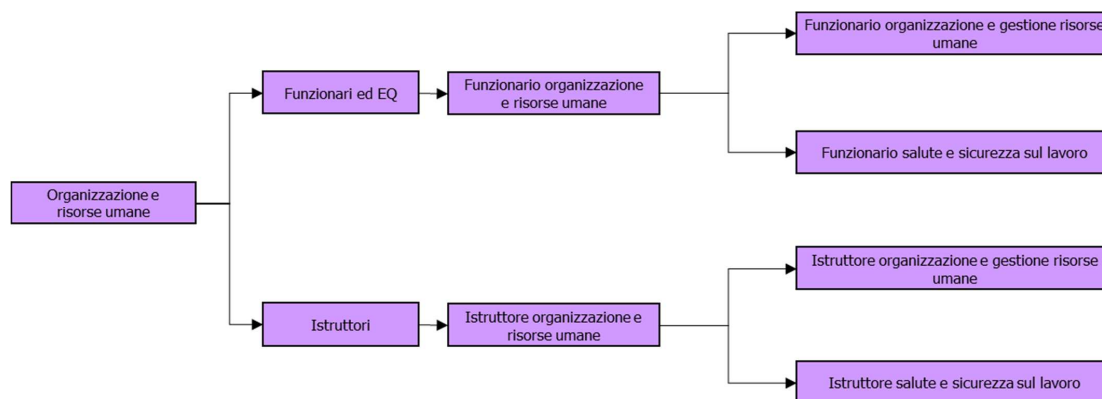 Funzionario organizzazione e gestione risorse
umane
Funzionari ed EQ
Funzionario organizzazione
e risorse umane
Funzionario salute e sicurezza sul lavoro
Organizzazione e
risorse umane
Istruttore organizzazione e gestione risorse
umane
Istruttori
Istruttore organizzazione e
risorse umane
Istruttore salute e sicurezza sul lavoro